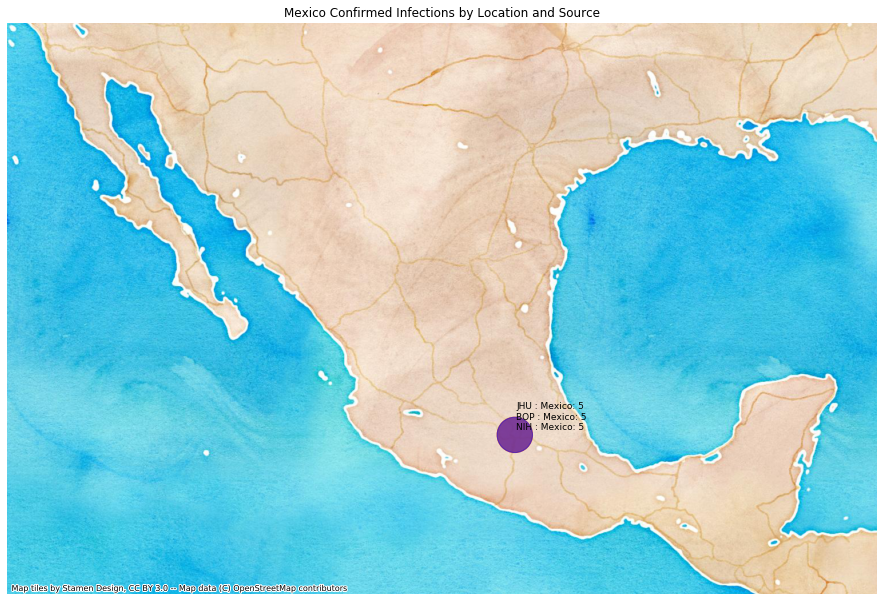 Mexico Confirmed Infections by Location and Source
JHU : Mexico: 5
BOP : Mexico: 5
NIH : Mexico: 5
Map tiles by Stamen Design, CC BY 3.0 -- Map data (C) OpenStreetMap contributors